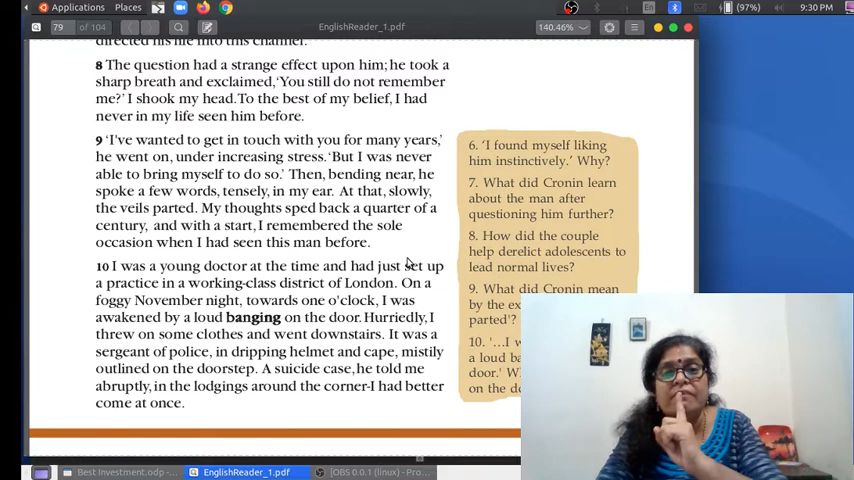 Applications Places
En
(97%)
9:30 PM
79 of 104
EnglishReader_1.pdf
140.46%
directed his life into this channel.
8 The question had a strange effect upon him; he took a
sharp breath and exclaimed,'You still do not remember
me?' I shook my head. To the best of my belief, I had
never in my life seen him before.
9 'I've wanted to get in touch with you for many years,'
he went on, under increasing stress. 'But I was never
able to bring myself to do so.' Then, bending near, he
spoke a few words, tensely, in my ear. At that, slowly,
the veils parted. My thoughts sped back a quarter of a
century, and with a start, I remembered the sole
occasion when I had seen this man before.
10 I was a young doctor at the time and had just set up
a practice in a working-class district of London. On a
foggy November night, towards one o'clock, I was
awakened by a loud banging on the door. Hurriedly, I
threw on some clothes and went downstairs. It was a
sergeant of police, in dripping helmet and cape, mistily
outlined on the doorstep. A suicide case, he told me
abruptly, in the lodgings around the corner-I had better
come at once.
6. 'I found myself liking
him instinctively.' Why?
7. What did Cronin learn
about the man after
questioning him further?
8. How did the couple
help derelict adolescents to
lead normal lives?
9. What did Cronin mean
by the ex
parted'?
10. '...I w
a loud ba
door.' W
on the do
Best Investment.odp -...
EnglishReader_1.pdf
[OBS 0.0.1 (linux) - Pro...